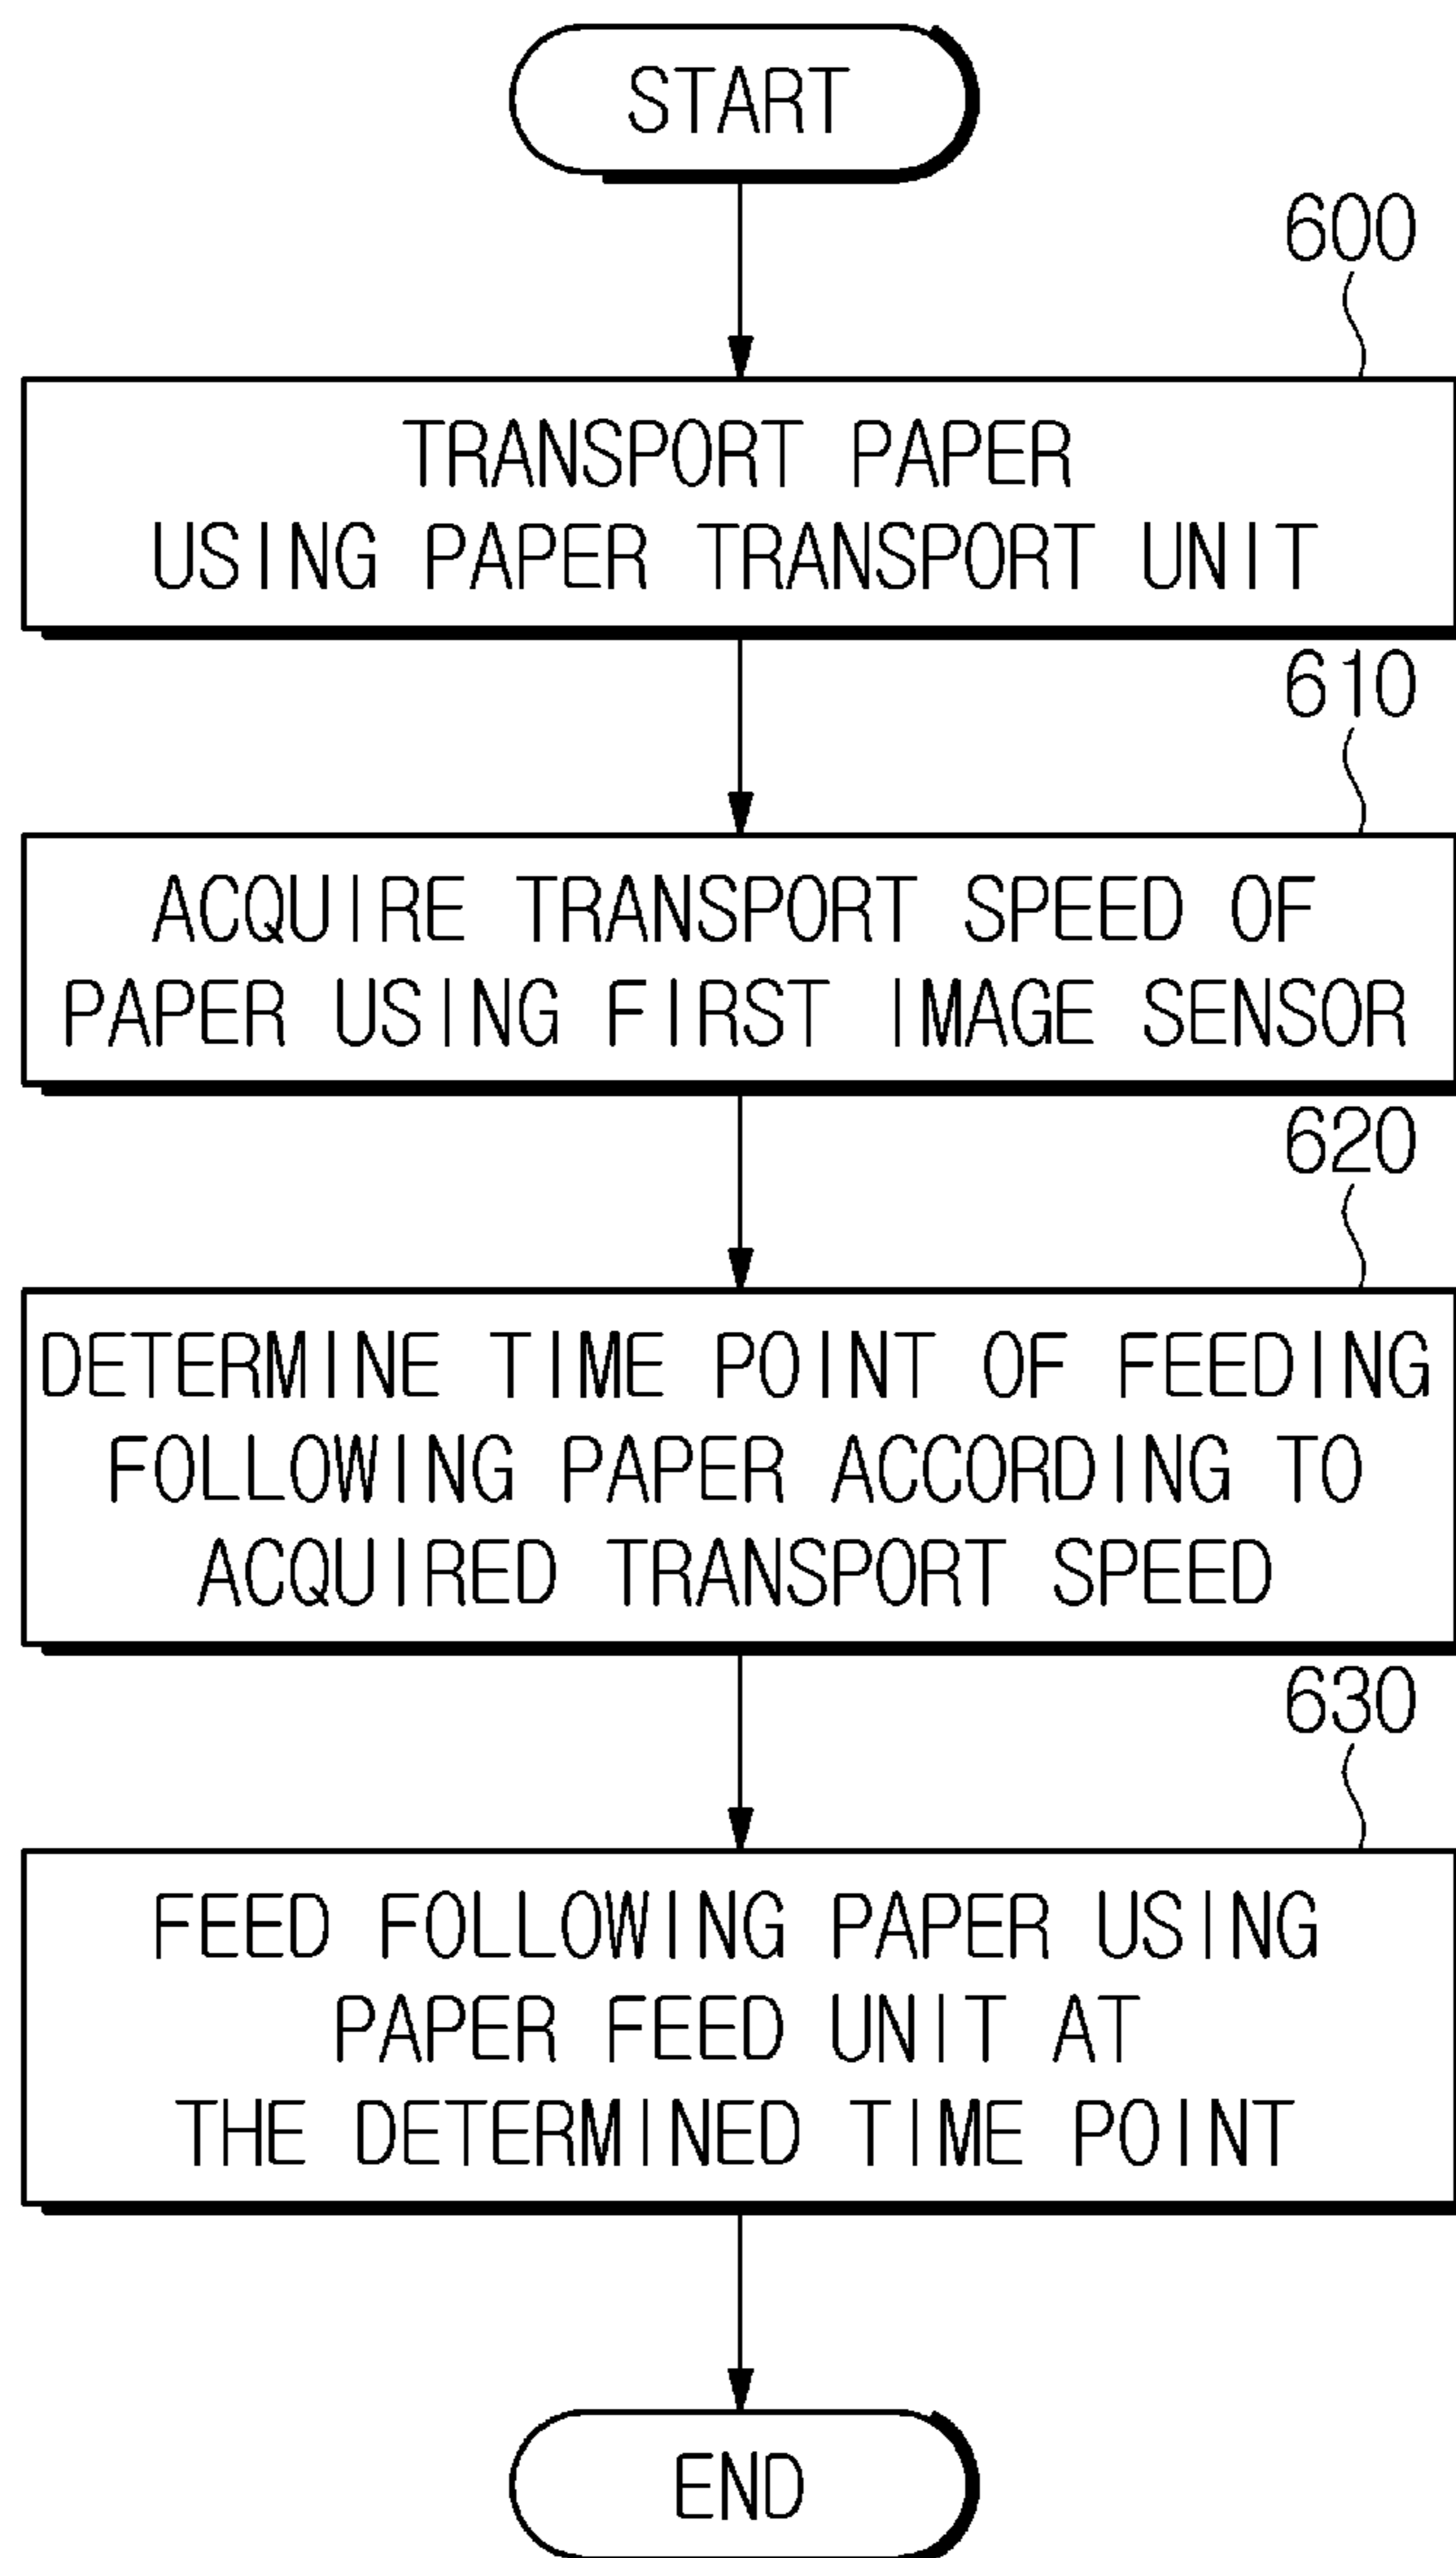 START
600
TRANSPORT PAPER
USING PAPER TRANSPORT UNIT
610
ACQUIRE TRANSPORT SPEED OF
PAPER USING FIRST IMAGE SENSOR
620
DETERMINE TIME POINT OF FEEDING
FOLLOWING PAPER ACCORDING TO
ACQUIRED TRANSPORT SPEED
630
FEED FOLLOWING PAPER USING
PAPER FEED UNIT AT
THE DETERMINED TIME POINT
END